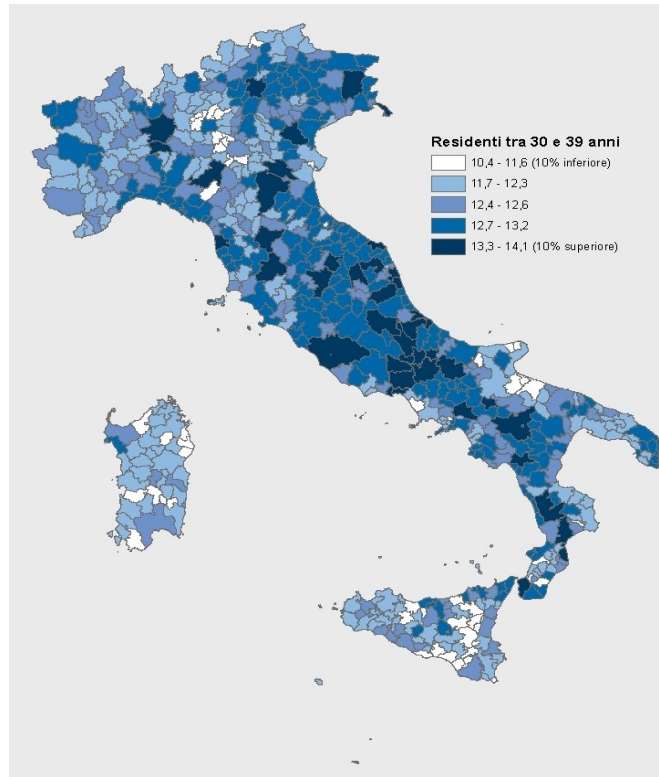 Residenti tra 30 e 39 anni
10,4 - 11,6 (10% inferiore)
11,7 - 12,3
12,4 - 12,6
12,7 - 13,2
13,3 - 14,1 (10% superiore)